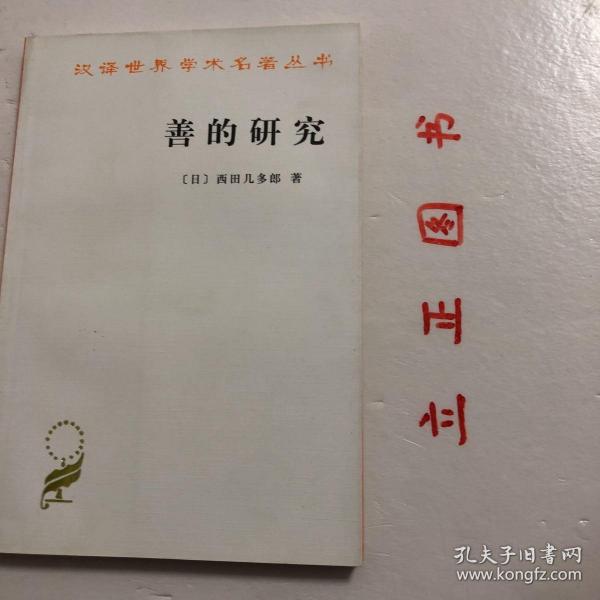 汉译世界学术名著丛书
善的研究
〔日〕西田几多郎 著
立正图书
孔夫子旧书网
www.kongfz.com